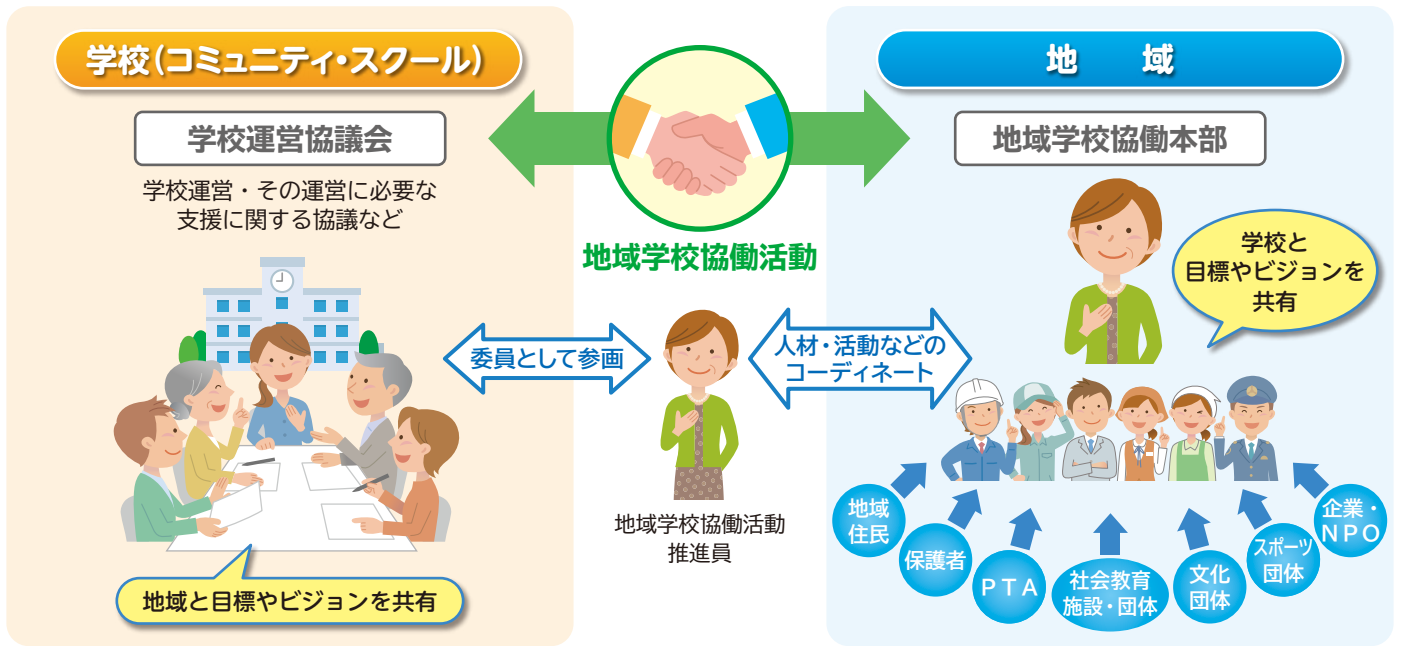 学校(コミュニティ・スクール)
学校運営協議会
学校運営・その運営に必要な
支援に関する協議など
地域と目標やビジョンを共有
地域学校協働活動
委員として参画
人材・活動などの
コーディネート
地域学校協働活動
推進員
地　域
地域学校協働本部
学校と
目標やビジョンを
共有
地域
住民
保護者
ＰＴＡ
社会教育
施設・団体
文化
団体
スポーツ
団体
企業・
ＮＰＯ